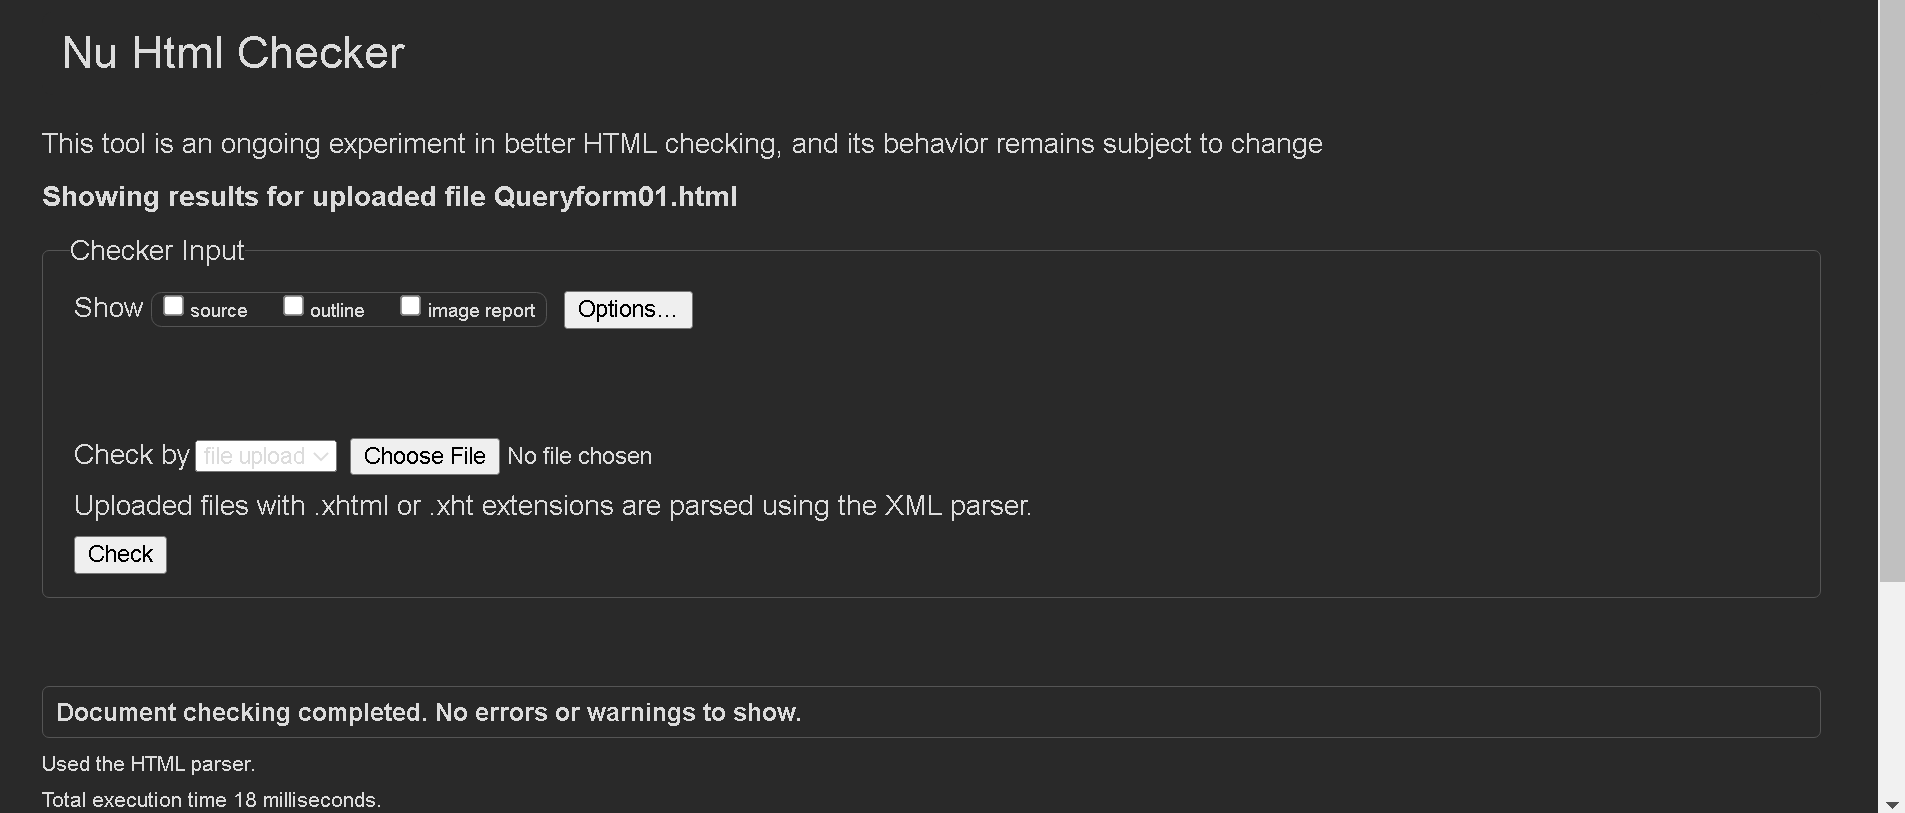 Nu Html Checker
This tool is an ongoing experiment in better HTML checking, and its behavior remains subject to change
Showing results for uploaded file Queryform01.html
Checker Input
Show source outline image report Options...
Check by file upload Choose File No file chosen
Uploaded files with .xhtml or .xht extensions are parsed using the XML parser.
Check
Document checking completed. No errors or warnings to show.
Used the HTML parser.
Total execution time 18 milliseconds.